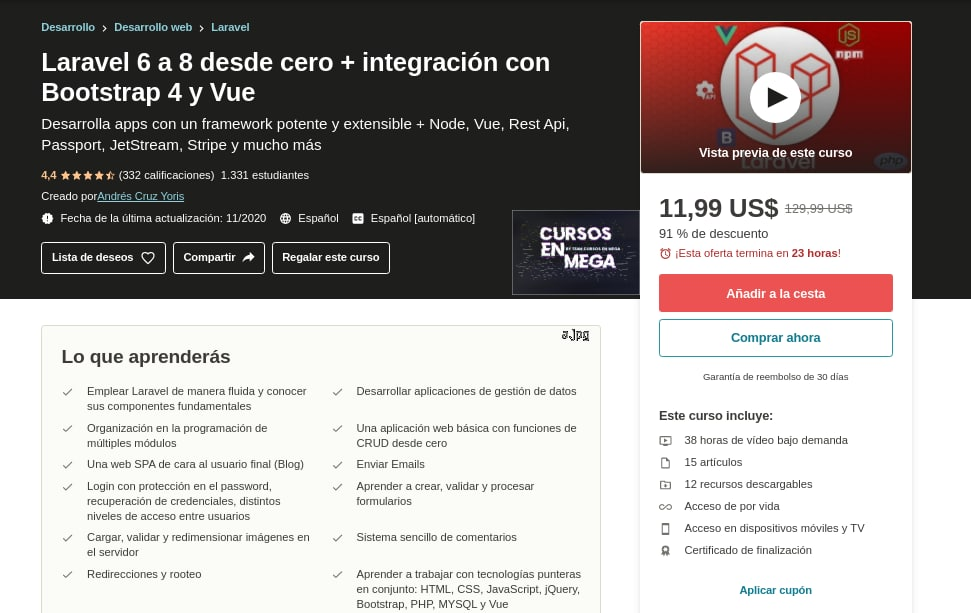 Desarrollo > Desarrollo web > Laravel
Laravel 6 a 8 desde cero + integración con
Bootstrap 4 y Vue
Desarrolla apps con un framework potente y extensible + Node, Vue, Rest Api,
Passport, JetStream, Stripe y mucho más
4,4 (332 calificaciones) 1.331 estudiantes
Creado por Andrés Cruz Yoris
Fecha de la última actualización: 11/2020 Español CC Español [automático]
Lista de deseos Compartir Regalar este curso
CURSOS
EN
BY TEAM CURSOS EN MEGA
MEGA
JS
npm
API
B
Vista previa de este curso
Laravel
php
11,99 US$ 129,99 US$
91 % de descuento
¡Esta oferta termina en 23 horas!
Añadir a la cesta
Comprar ahora
Garantía de reembolso de 30 días
Este curso incluye:
38 horas de vídeo bajo demanda
15 artículos
12 recursos descargables
Acceso de por vida
Acceso en dispositivos móviles y TV
Certificado de finalización
Aplicar cupón
Lo que aprenderás
Emplear Laravel de manera fluida y conocer
sus componentes fundamentales
Desarrollar aplicaciones de gestión de datos
Organización en la programación de
múltiples módulos
Una aplicación web básica con funciones de
CRUD desde cero
Una web SPA de cara al usuario final (Blog)
Enviar Emails
Login con protección en el password,
recuperación de credenciales, distintos
niveles de acceso entre usuarios
Aprender a crear, validar y procesar
formularios
Cargar, validar y redimensionar imágenes en
el servidor
Sistema sencillo de comentarios
Redirecciones y rooteo
Aprender a trabajar con tecnologías punteras
en conjunto: HTML, CSS, JavaScript, jQuery,
Bootstrap, PHP, MYSQL y Vue